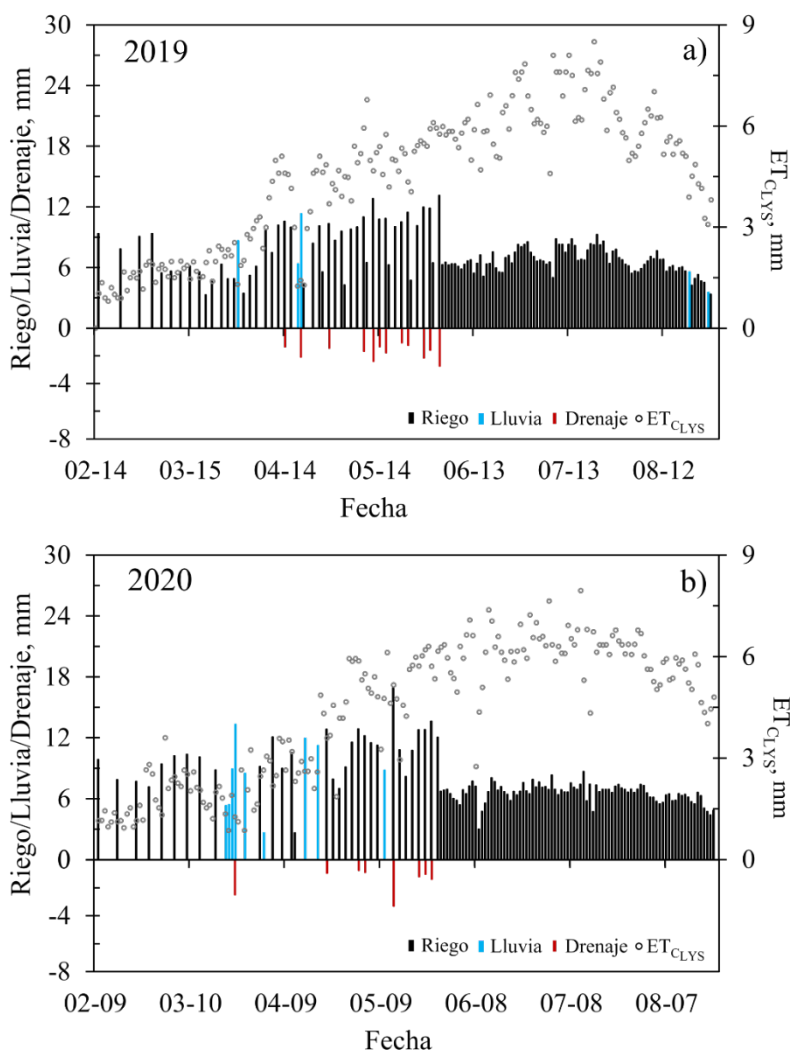 2019
a)
Riego/Lluvia/Drenaje, mm
30
24
18
12
6
0
-4
-8
9
6
3
0
ET_CLYS, mm
Riego Lluvia Drenaje ET_CLYS
02-14 03-15 04-14 05-14 06-13 07-13 08-12
Fecha
2020
b)
Riego/Lluvia/Drenaje, mm
30
24
18
12
6
0
-4
-8
9
6
3
0
ET_CLYS, mm
Riego Lluvia Drenaje ET_CLYS
02-09 03-10 04-09 05-09 06-08 07-08 08-07
Fecha